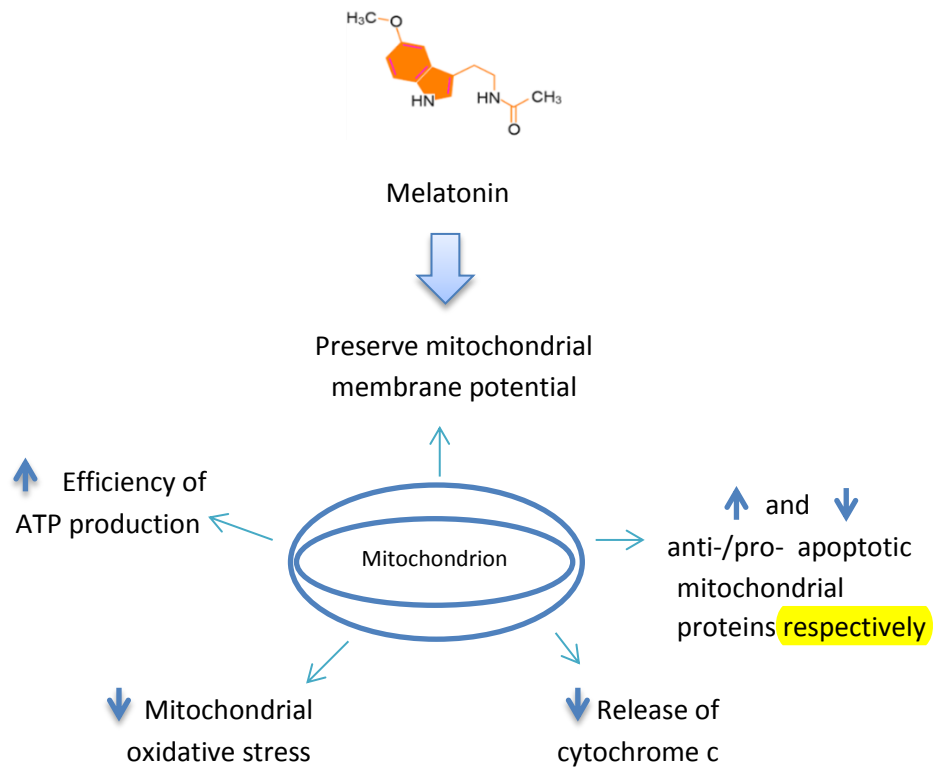 H₃C
O
HN
HN
CH₃
O
Melatonin
Preserve mitochondrial
membrane potential
Efficiency of
ATP production
Mitochondrion
and
anti-/pro- apoptotic
mitochondrial
proteins respectively
Mitochondrial
oxidative stress
Release of
cytochrome c